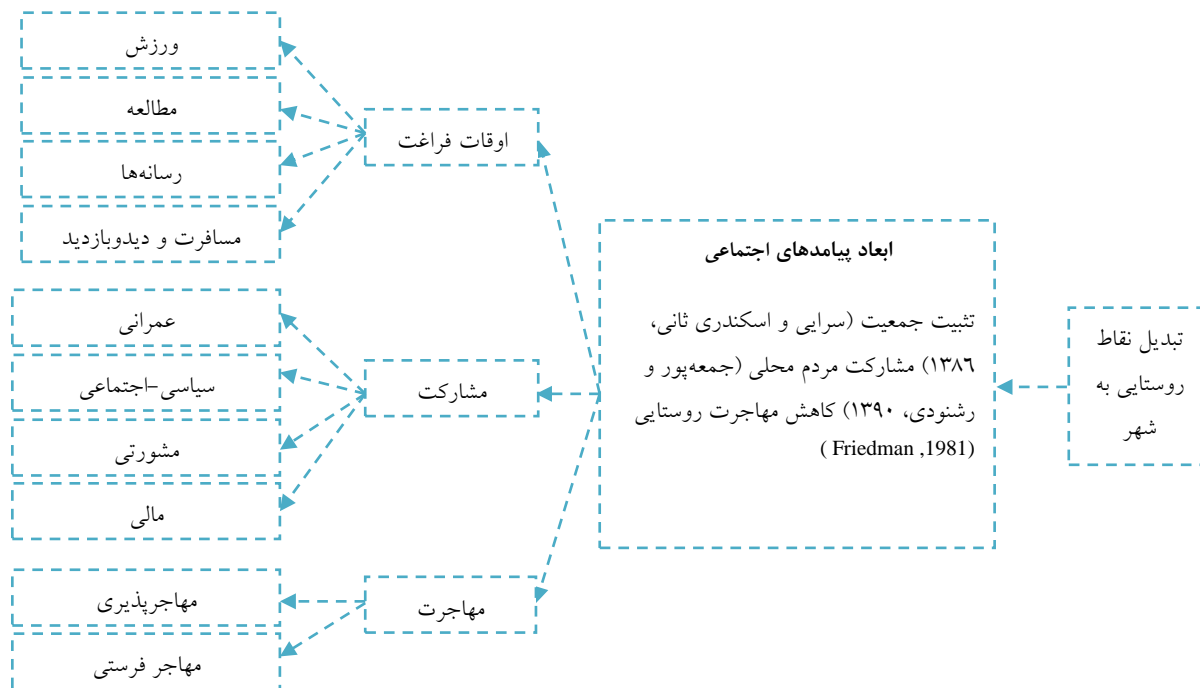 تبدیل نقاط
روستایی به
شهر
ابعاد پیامدهای اجتماعی
تثبیت جمعیت (سرایی و اسکندری ثانی،
۱۳۸۶) مشارکت مردم محلی (جمعه‌پور و
رشنودی، ۱۳۹۰) کاهش مهاجرت روستایی
( Friedman ,1981)
اوقات فراغت
ورزش
مطالعه
رسانه‌ها
مسافرت و دیدوبازدید
مشارکت
عمرانی
سیاسی-اجتماعی
مشورتی
مالی
مهاجرت
مهاجرپذیری
مهاجر فرستی